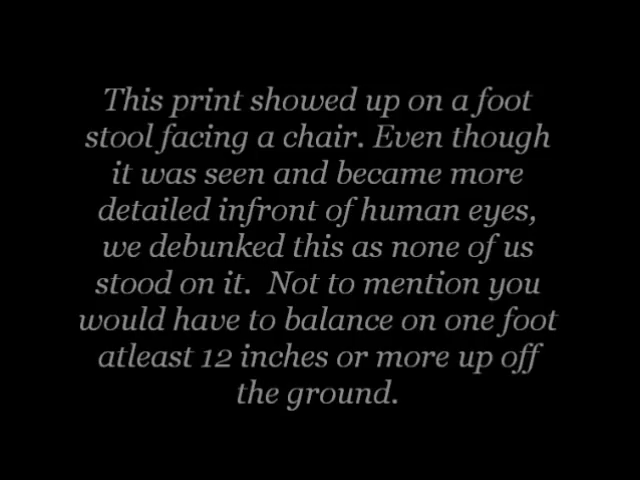 This print showed up on a foot
stool facing a chair. Even though
it was seen and became more
detailed infront of human eyes,
we debunked this as none of us
stood on it.  Not to mention you
would have to balance on one foot
atleast 12 inches or more up off
the ground.